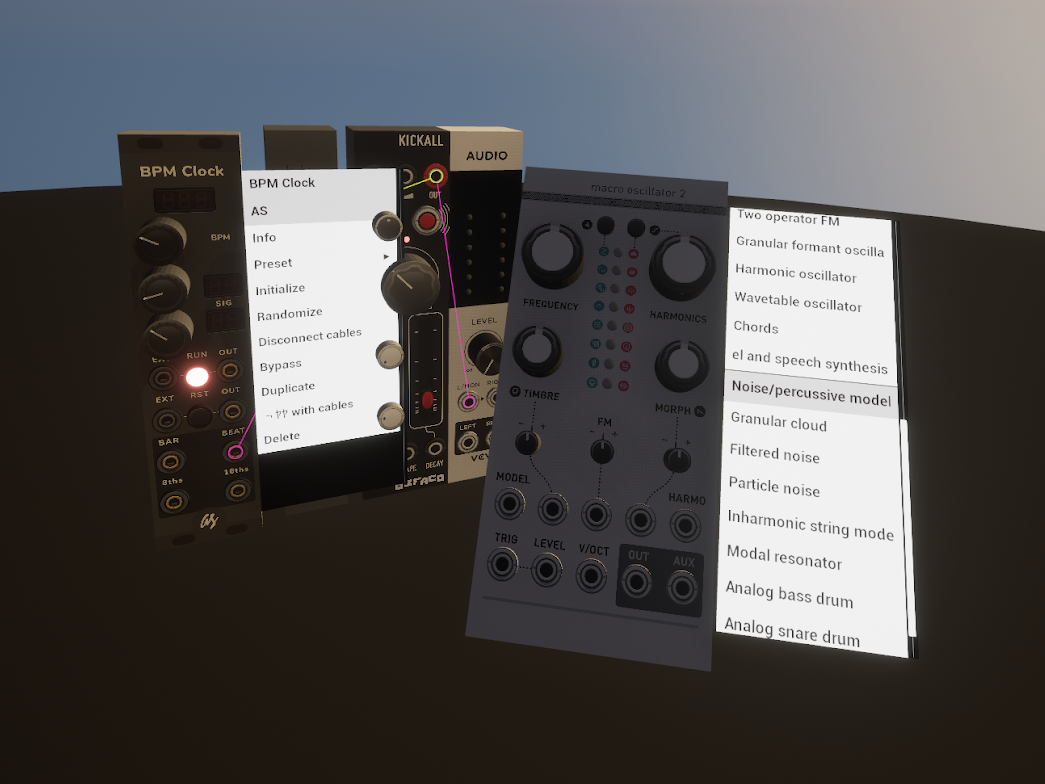 BPM Clock
BPM
SIG
RUN
OUT
EXT
RST
OUT
BAR
BEAT
8ths
16ths
BPM Clock
AS
Info
Preset
Initialize
Randomize
Disconnect cables
Bypass
Duplicate
with cables
Delete
KICKALL
OUT
DECAY
AUDIO
LEVEL
LEFT
macro oscillator 2
FREQUENCY
HARMONICS
TIMBRE
FM
MORPH
MODEL
HARMO
TRIG
LEVEL
V/OCT
OUT
AUX
Two operator FM
Granular formant oscilla
Harmonic oscillator
Wavetable oscillator
Chords
el and speech synthesis
Noise/percussive model
Granular cloud
Filtered noise
Particle noise
Inharmonic string mode
Modal resonator
Analog bass drum
Analog snare drum